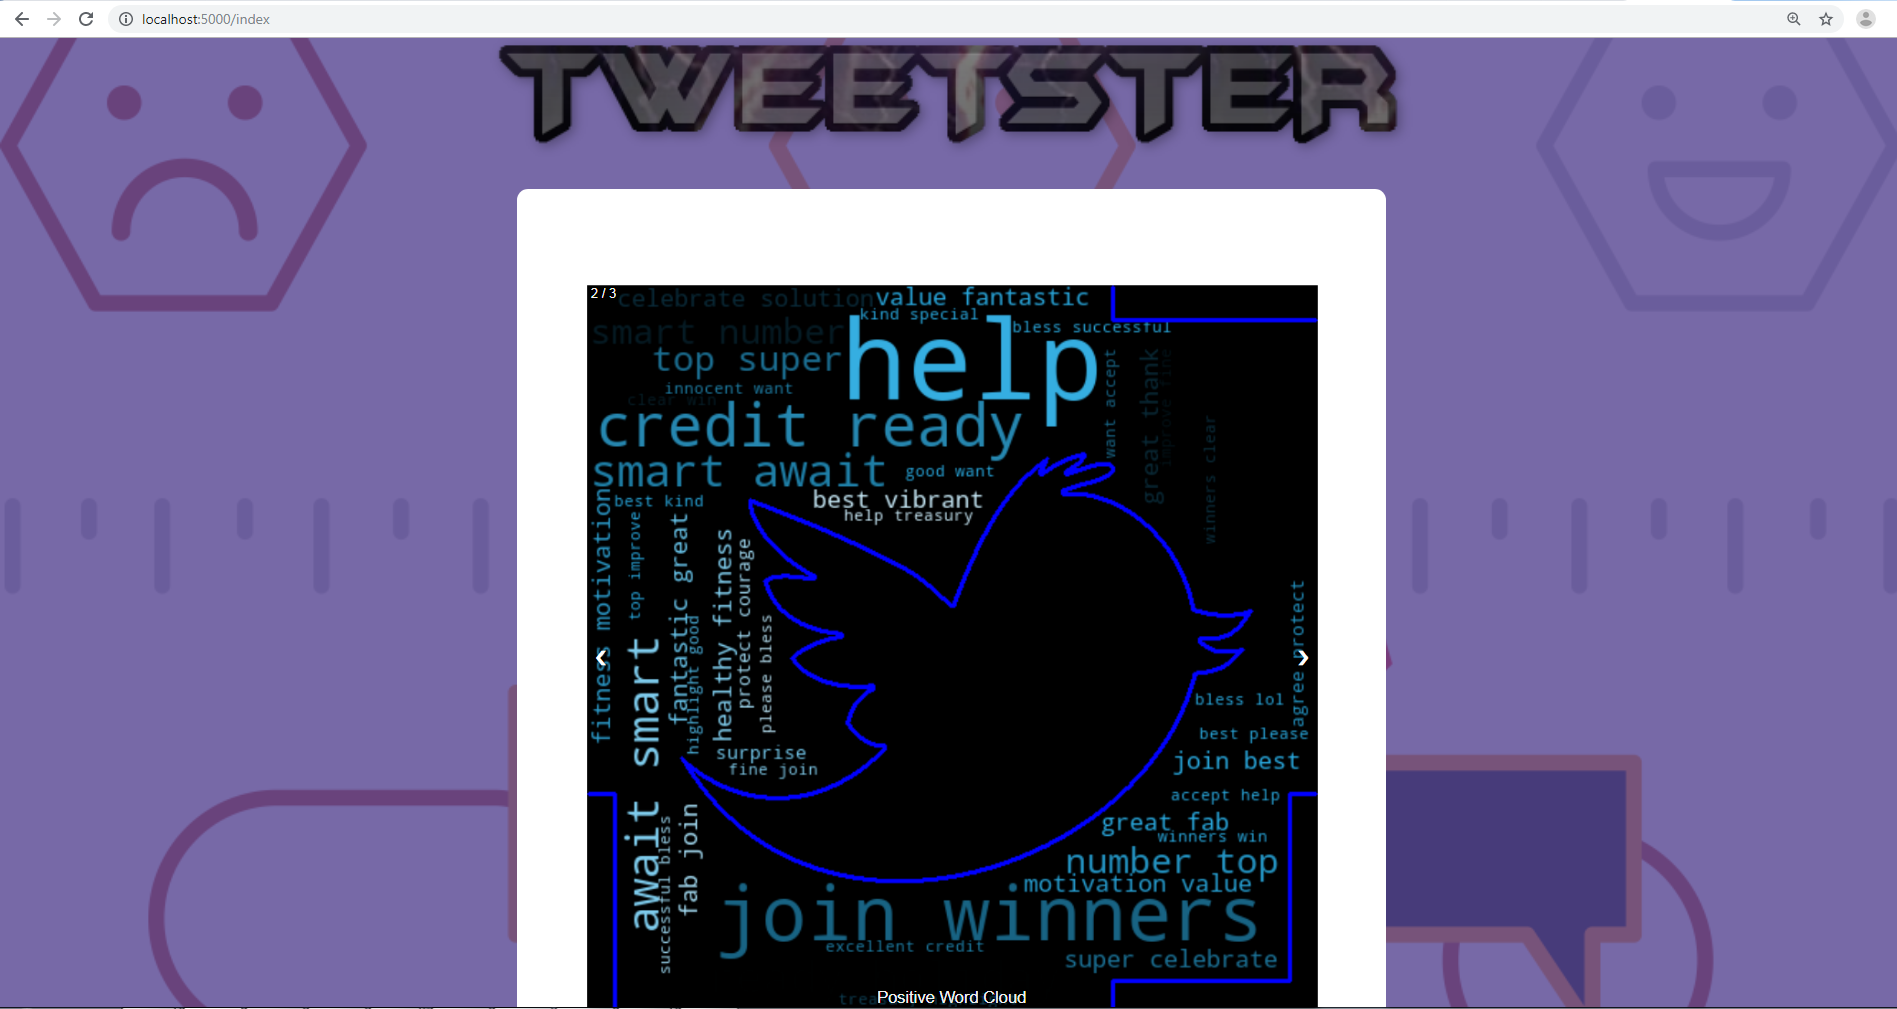 localhost:5000/index
TWEETSTER
2 / 3
celebrate solution
value fantastic
kind special
smart number
bless successful
help
top super
innocent want
clear win
credit ready
want accept
great thank
improve fine
winners clear
smart await
good want
best kind
best vibrant
help treasury
fitness motivation
top improve
fantastic great
highlight good
healthy fitness
protect courage
please bless
await smart
agree protect
bless lol
best please
surprise
fine join
join best
accept help
great fab
winners win
successful bless
fab join
number top
motivation value
join winners
excellent credit
super celebrate
Positive Word Cloud